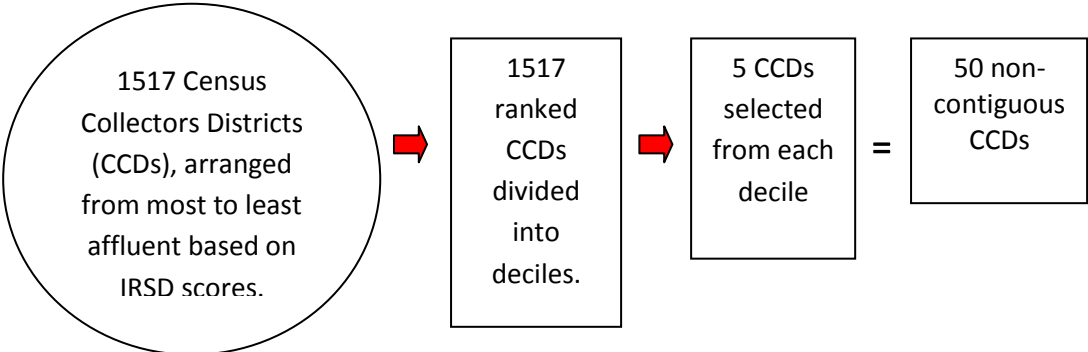 1517 Census
Collectors Districts
(CCDs), arranged
from most to least
affluent based on
IRSD scores.
1517
ranked
CCDs
divided
into
deciles.
5 CCDs
selected
from each
decile
=
50 non-
contiguous
CCDs